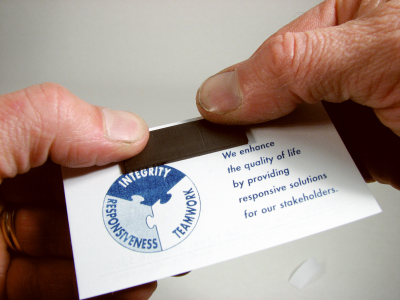 INTEGRITY
RESPONSIVENESS
TEAMWORK
We enhance
the quality of life
by providing
responsive solutions
for our stakeholders.